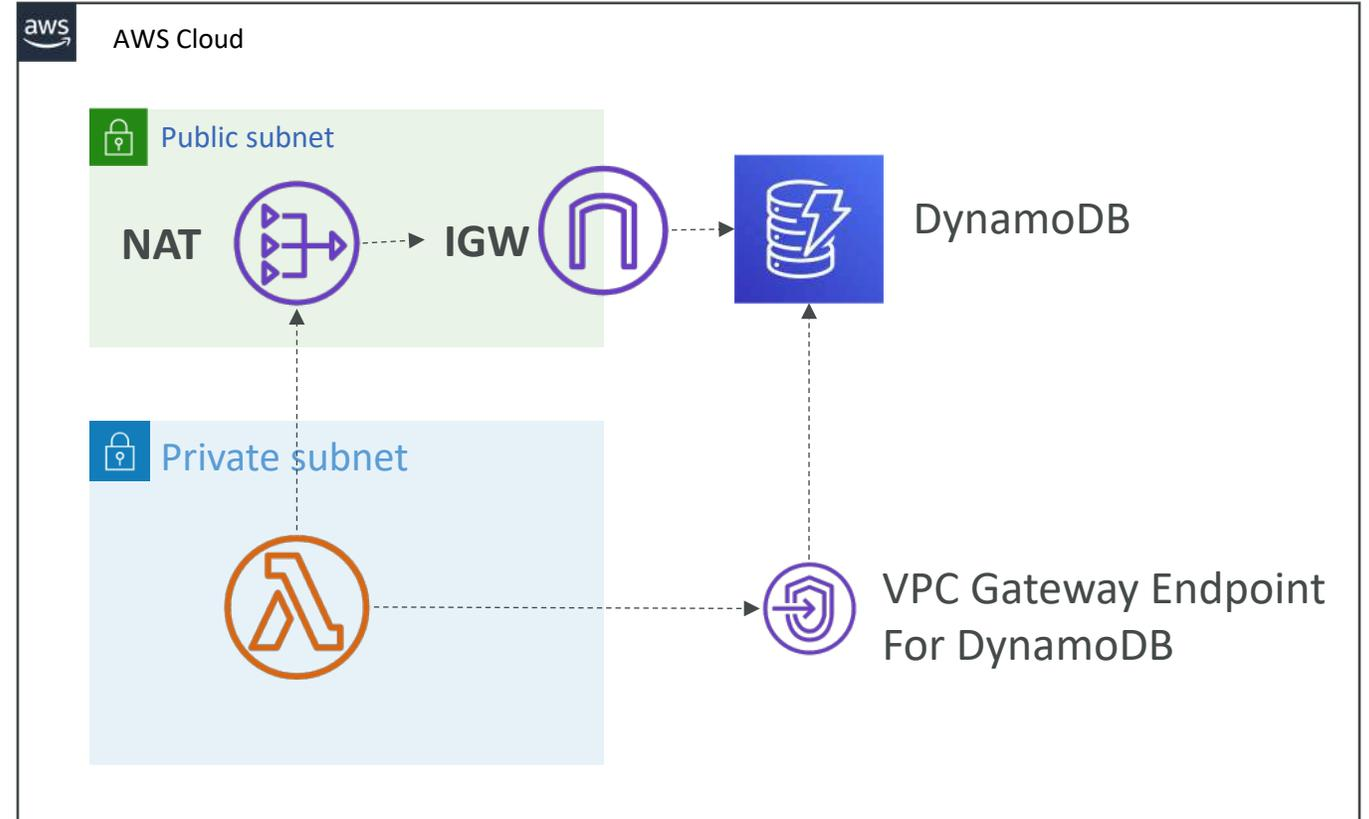 aws
AWS Cloud
Public subnet
NAT
IGW
DynamoDB
Private subnet
VPC Gateway Endpoint
For DynamoDB